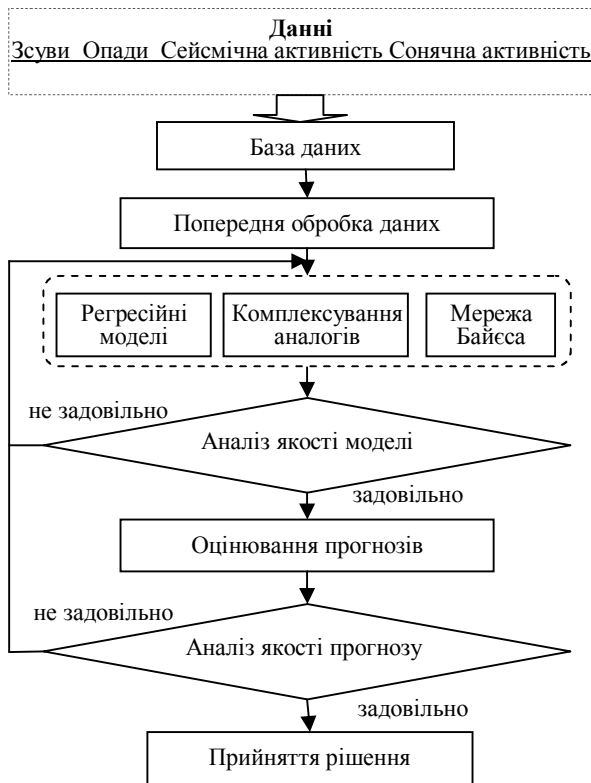 Данні
Зсуви Опади Сейсмічна активність Сонячна активність
База даних
Попередня обробка даних
Регресійні
моделі
Комплексування
аналогів
Мережа
Байєса
не задовільно
Аналіз якості моделі
задовільно
Оцінювання прогнозів
не задовільно
Аналіз якості прогнозу
задовільно
Прийняття рішення